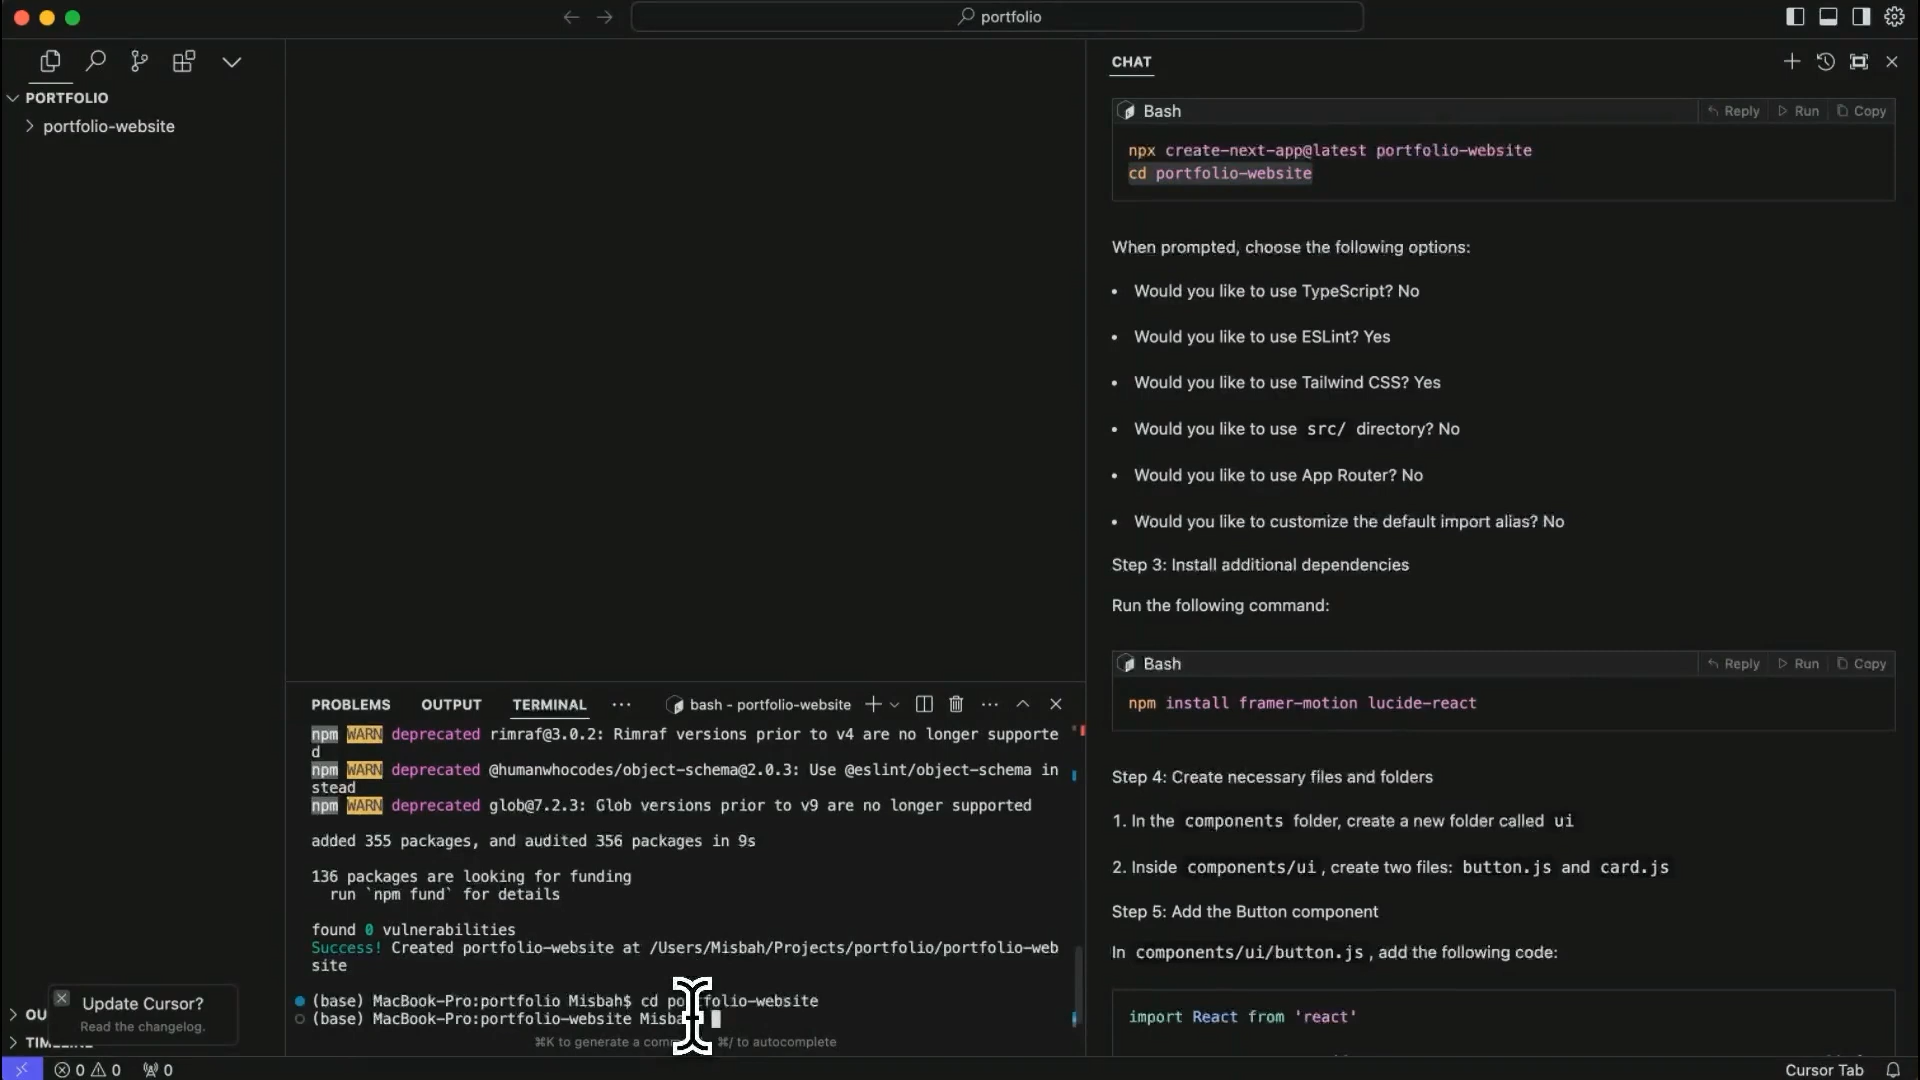 portfolio
PORTFOLIO
portfolio-website
OU
TIMELINE
Update Cursor?
Read the changelog.
PROBLEMS OUTPUT TERMINAL ··· bash - portfolio-website
npm WARN deprecated rimraf@3.0.2: Rimraf versions prior to v4 are no longer supporte
d
npm WARN deprecated @humanwhocodes/object-schema@2.0.3: Use @eslint/object-schema in
stead
npm WARN deprecated glob@7.2.3: Glob versions prior to v9 are no longer supported
added 355 packages, and audited 356 packages in 9s
136 packages are looking for funding
run `npm fund` for details
found 0 vulnerabilities
Success! Created portfolio-website at /Users/Misbah/Projects/portfolio/portfolio-web
site
(base) MacBook-Pro:portfolio Misbah$ cd portfolio-website
(base) MacBook-Pro:portfolio-website Misba
⌘K to generate a comm ⌘/ to autocomplete
CHAT
Bash Reply Run Copy
npx create-next-app@latest portfolio-website
cd portfolio-website
When prompted, choose the following options:
• Would you like to use TypeScript? No
• Would you like to use ESLint? Yes
• Would you like to use Tailwind CSS? Yes
• Would you like to use src/ directory? No
• Would you like to use App Router? No
• Would you like to customize the default import alias? No
Step 3: Install additional dependencies
Run the following command:
Bash Reply Run Copy
npm install framer-motion lucide-react
Step 4: Create necessary files and folders
1. In the components folder, create a new folder called ui
2. Inside components/ui, create two files: button.js and card.js
Step 5: Add the Button component
In components/ui/button.js, add the following code:
import React from 'react'
0 0 0
Cursor Tab